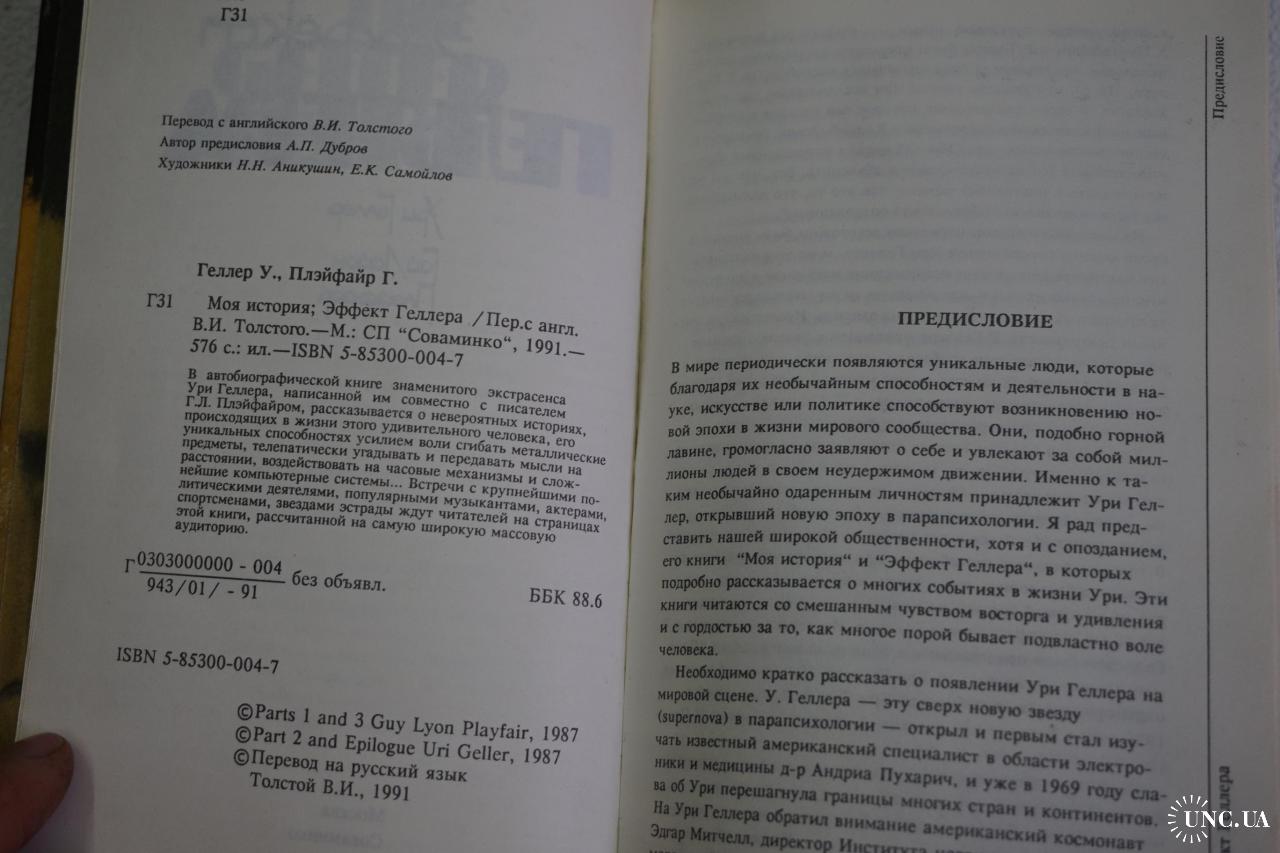 Г31
Перевод с английского В.И. Толстого
Автор предисловия А.П. Дубров
Художники Н.Н. Аникушин, Е.К. Самойлов
Геллер У., Плэйфайр Г.
Г31 Моя история; Эффект Геллера /Пер.с англ.
В.И. Толстого.—М.: СП “Соваминко“, 1991.—
576 с.: ил.—ISBN 5-85300-004-7
В автобиографической книге знаменитого экстрасенса
Ури Геллера, написанной им совместно с писателем
Г.Л. Плэйфайром, рассказывается о невероятных историях,
происходящих в жизни этого удивительного человека, его
уникальных способностях усилием воли сгибать металлические
предметы, телепатически угадывать и передавать мысли на
расстоянии, воздействовать на часовые механизмы и слож-
нейшие компьютерные системы... Встречи с крупнейшими по-
литическими деятелями, популярными музыкантами, актерами,
спортсменами, звездами эстрады ждут читателей на страницах
этой книги, рассчитанной на самую широкую массовую
аудиторию.
Г 0303000000 - 004
943/01/ - 91 без объявл.
ББК 88.6
ISBN 5-85300-004-7
©Parts 1 and 3 Guy Lyon Playfair, 1987
©Part 2 and Epilogue Uri Geller, 1987
©Перевод на русский язык
Толстой В.И., 1991
Предисловие
ПРЕДИСЛОВИЕ
В мире периодически появляются уникальные люди, которые
благодаря их необычайным способностям и деятельности в на-
уке, искусстве или политике способствуют возникновению но-
вой эпохи в жизни мирового сообщества. Они, подобно горной
лавине, громогласно заявляют о себе и увлекают за собой мил-
лионы людей в своем неудержимом движении. Именно к та-
ким необычайно одаренным личностям принадлежит Ури Гел-
лер, открывший новую эпоху в парапсихологии. Я рад пред-
ставить нашей широкой общественности, хотя и с опозданием,
его книги “Моя история“ и “Эффект Геллера“, в которых
подробно рассказывается о многих событиях в жизни Ури. Эти
книги читаются со смешанным чувством восторга и удивления
и с гордостью за то, как многое порой бывает подвластно воле
человека.
Необходимо кратко рассказать о появлении Ури Геллера на
мировой сцене. У. Геллера — эту сверх новую звезду
(supernova) в парапсихологии — открыл и первым стал изу-
чать известный американский специалист в области электро-
ники и медицины д-р Андриа Пухарич, и уже в 1969 году сла-
ва об Ури перешагнула границы многих стран и континентов.
На Ури Геллера обратил внимание американский космонавт
Эдгар Митчелл, директор Института
UNC.UA